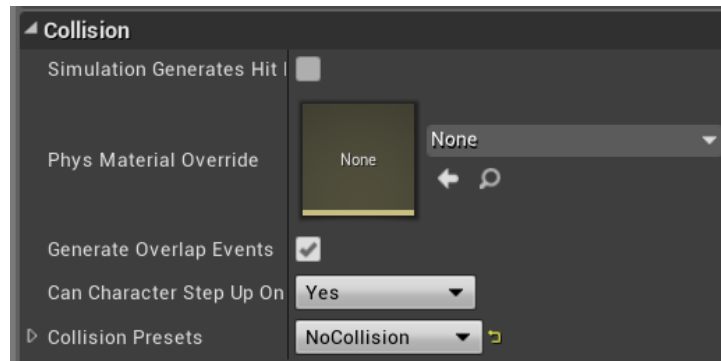 Collision
Simulation Generates Hit
Phys Material Override
None
None
Generate Overlap Events
Can Character Step Up On
Yes
Collision Presets
NoCollision